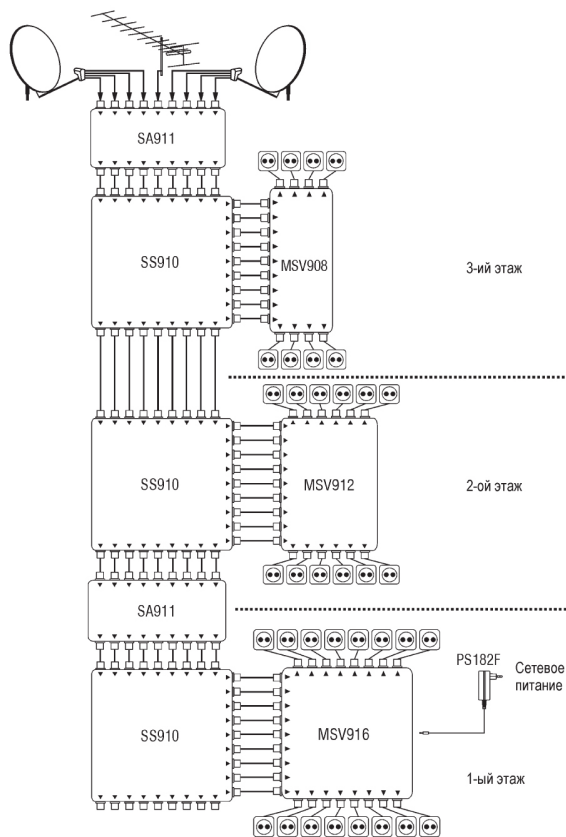 SA911
SS910
MSV908
3-ий этаж
SS910
MSV912
2-ой этаж
SA911
PS182F
Сетевое
питание
SS910
MSV916
1-ый этаж